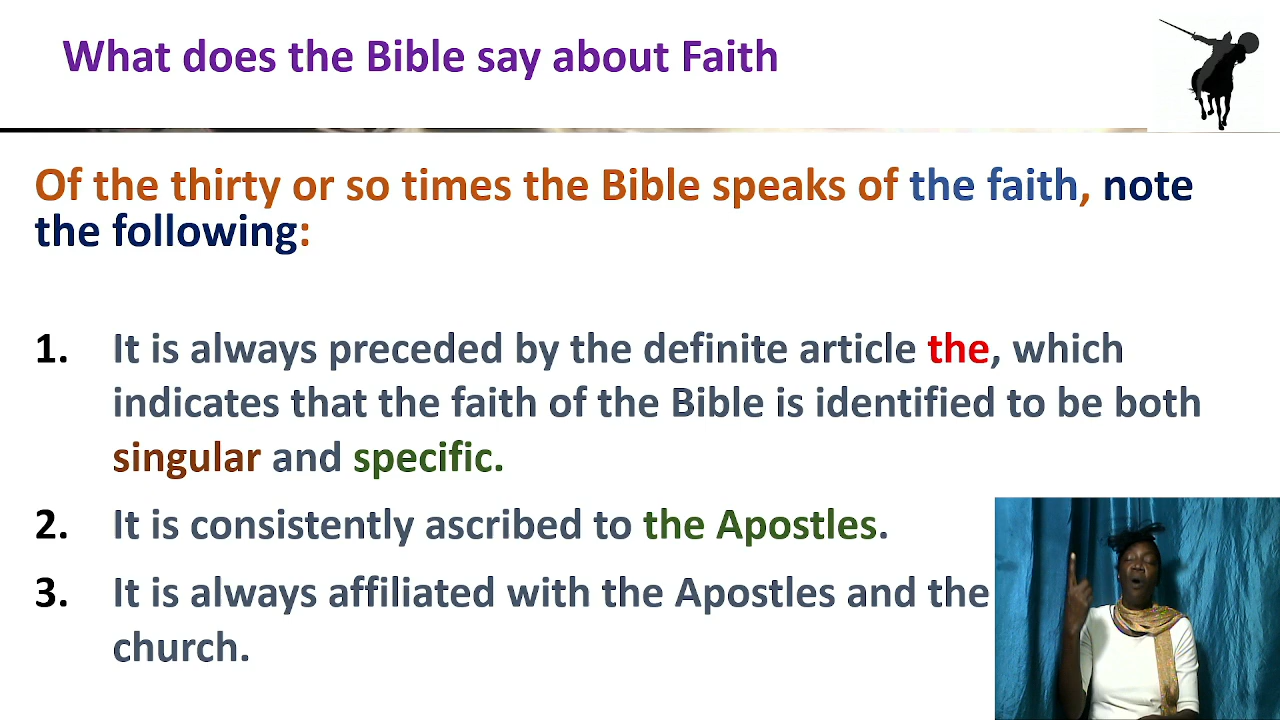 What does the Bible say about Faith
Of the thirty or so times the Bible speaks of the faith, note
the following:
1. It is always preceded by the definite article the, which
indicates that the faith of the Bible is identified to be both
singular and specific.
2. It is consistently ascribed to the Apostles.
3. It is always affiliated with the Apostles and the
church.